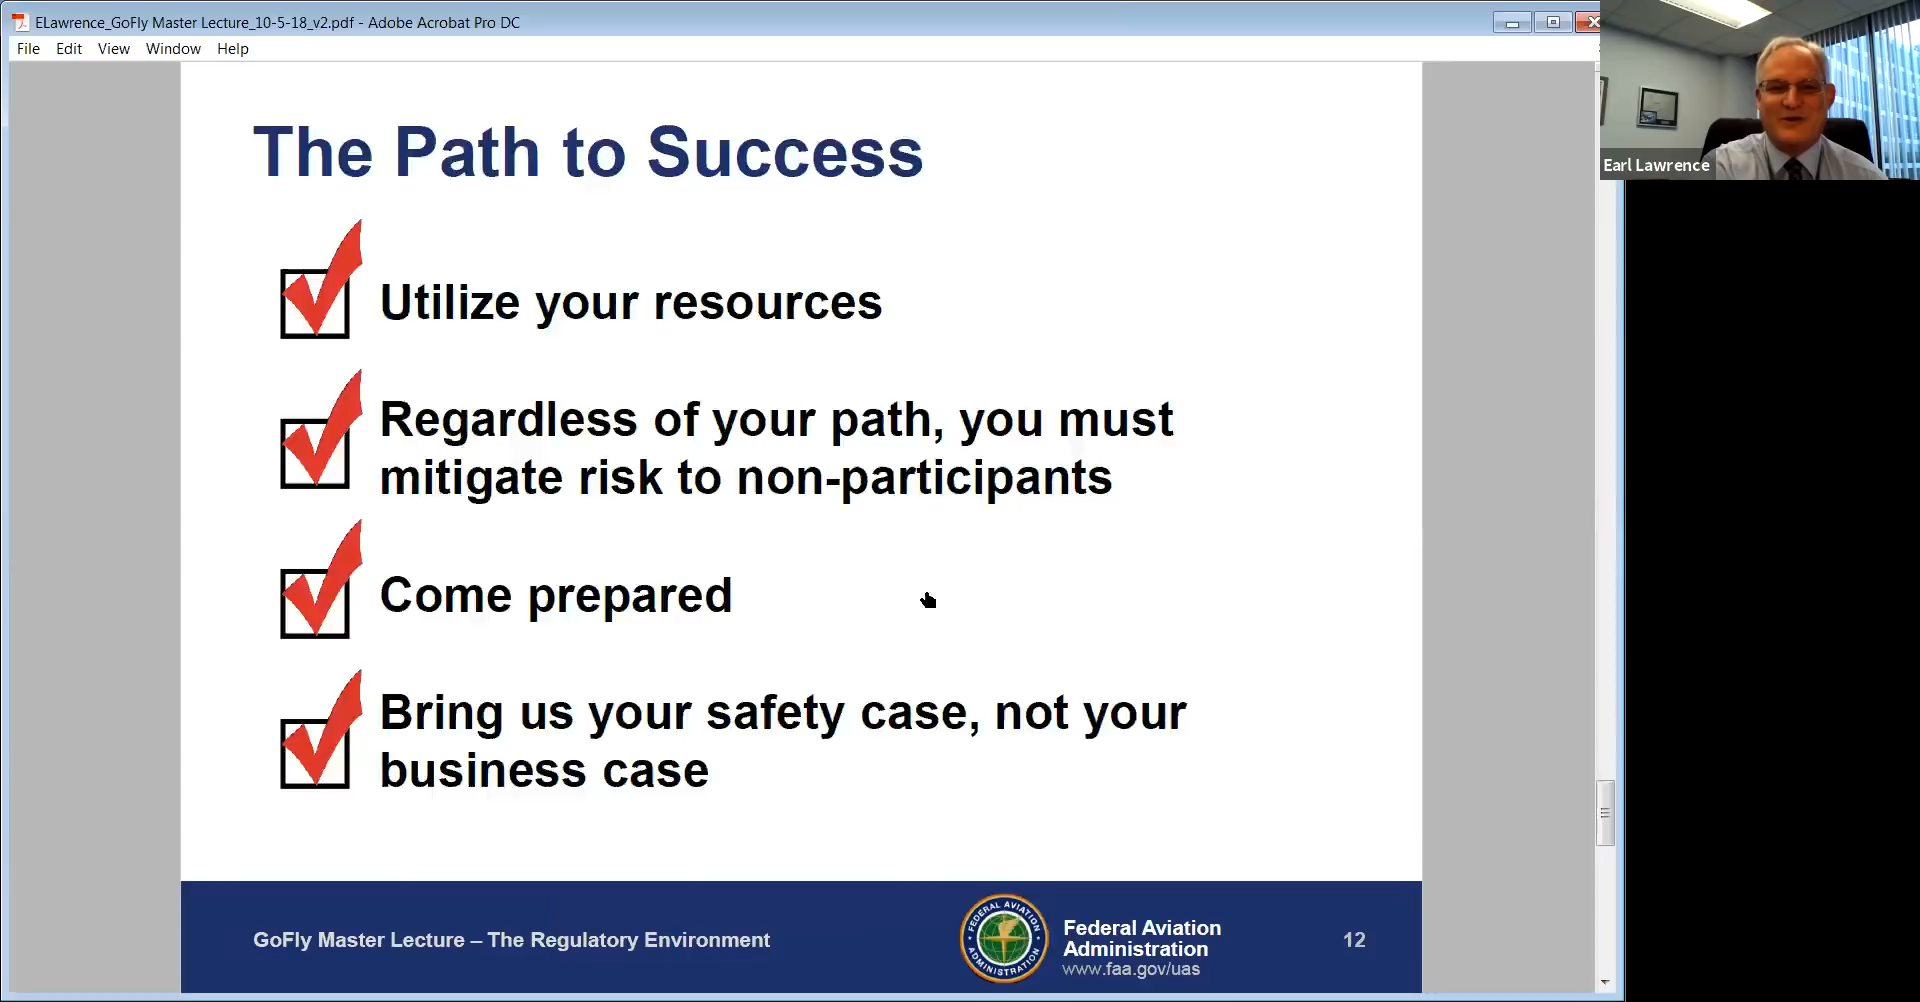 ELawrence_GoFly Master Lecture_10-5-18_v2.pdf - Adobe Acrobat Pro DC
File Edit View Window Help
Earl Lawrence
The Path to Success
Utilize your resources
Regardless of your path, you must
mitigate risk to non-participants
Come prepared
Bring us your safety case, not your
business case
GoFly Master Lecture – The Regulatory Environment
FEDERAL AVIATION
ADMINISTRATION
Federal Aviation
Administration
www.faa.gov/uas
12